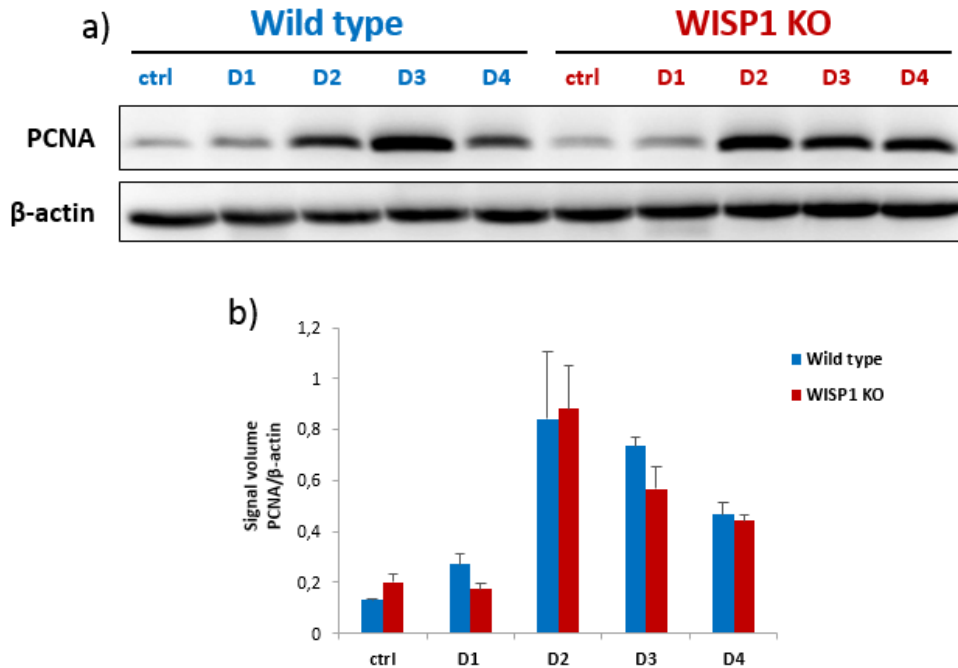 a)
Wild type WISP1 KO
ctrl D1 D2 D3 D4 ctrl D1 D2 D3 D4
PCNA
β-actin
b)
Signal volume
PCNA/β-actin
1,2
1
0,8
0,6
0,4
0,2
0
ctrl D1 D2 D3 D4
Wild type
WISP1 KO